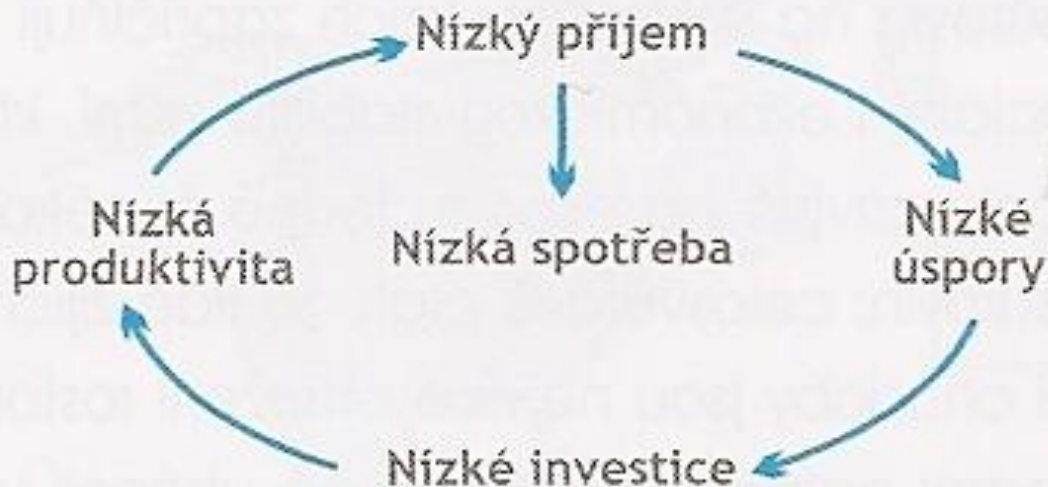 Nízký příjem
Nízká
produktivita
Nízká spotřeba
Nízké
úspory
Nízké investice